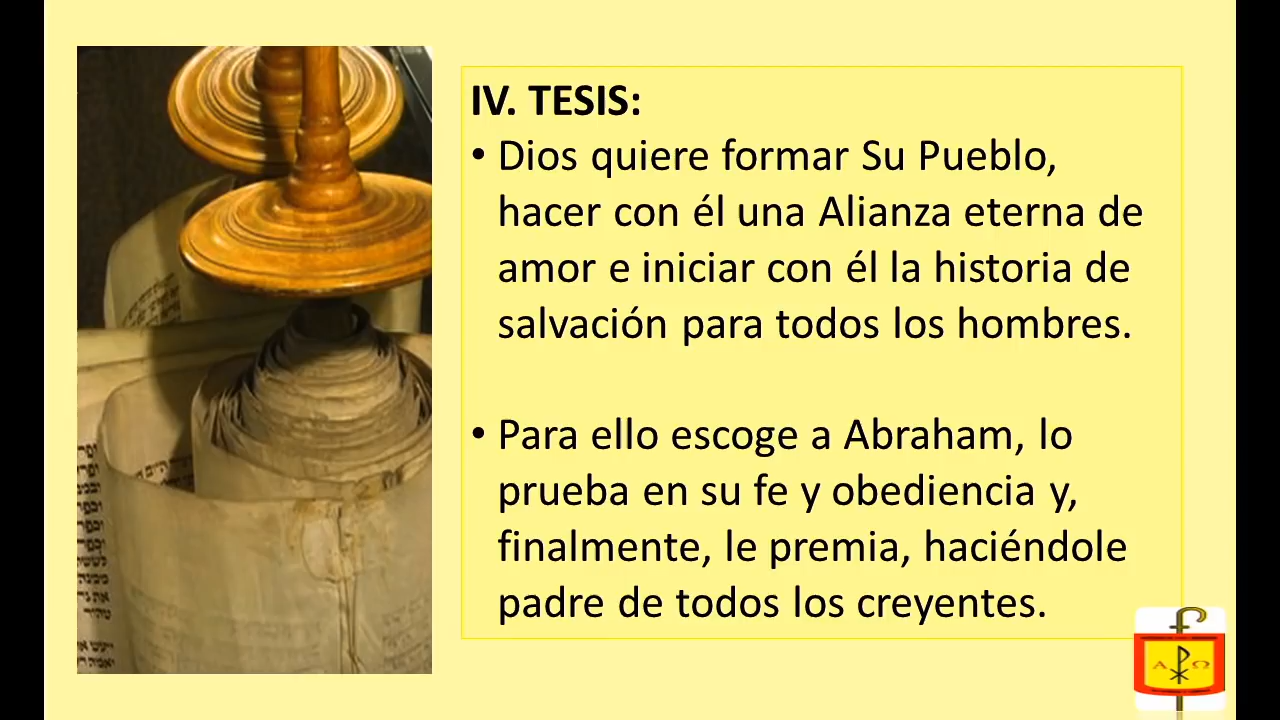 IV. TESIS:
• Dios quiere formar Su Pueblo,
hacer con él una Alianza eterna de
amor e iniciar con él la historia de
salvación para todos los hombres.
• Para ello escoge a Abraham, lo
prueba en su fe y obediencia y,
finalmente, le premia, haciéndole
padre de todos los creyentes.
Α Ω